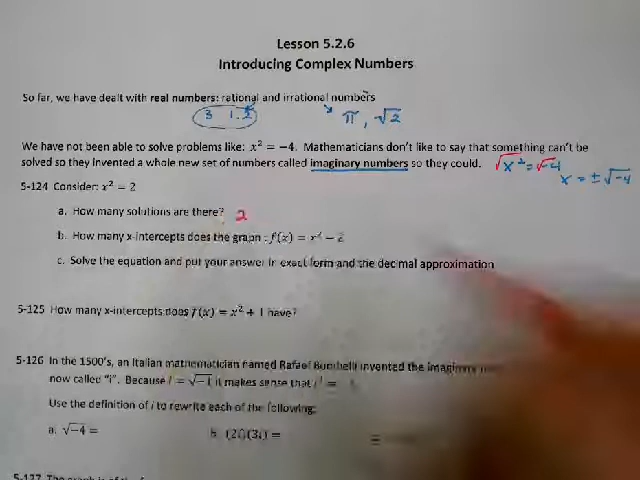 Lesson 5.2.6
Introducing Complex Numbers
So far, we have dealt with real numbers: rational and irrational numbers
3 1.2 π, √2
We have not been able to solve problems like: x² = −4. Mathematicians don't like to say that something can't be
solved so they invented a whole new set of numbers called imaginary numbers so they could. √x² = √-4
x = ± √-4
5-124 Consider: x² = 2
a. How many solutions are there? 2
b. How many x-intercepts does the graph : f(x) = x² − 2
c. Solve the equation and put your answer in exact form and the decimal approximation
5-125 How many x-intercepts does f(x) = x² + 1 have?
5-126 In the 1500's, an Italian mathematician named Rafael Bombelli invented the imaginary
now called "i". Because i = √−1 it makes sense that i² =
Use the definition of i to rewrite each of the following:
a. √−4 = b. (2i)(3i) =
5-127 The graph